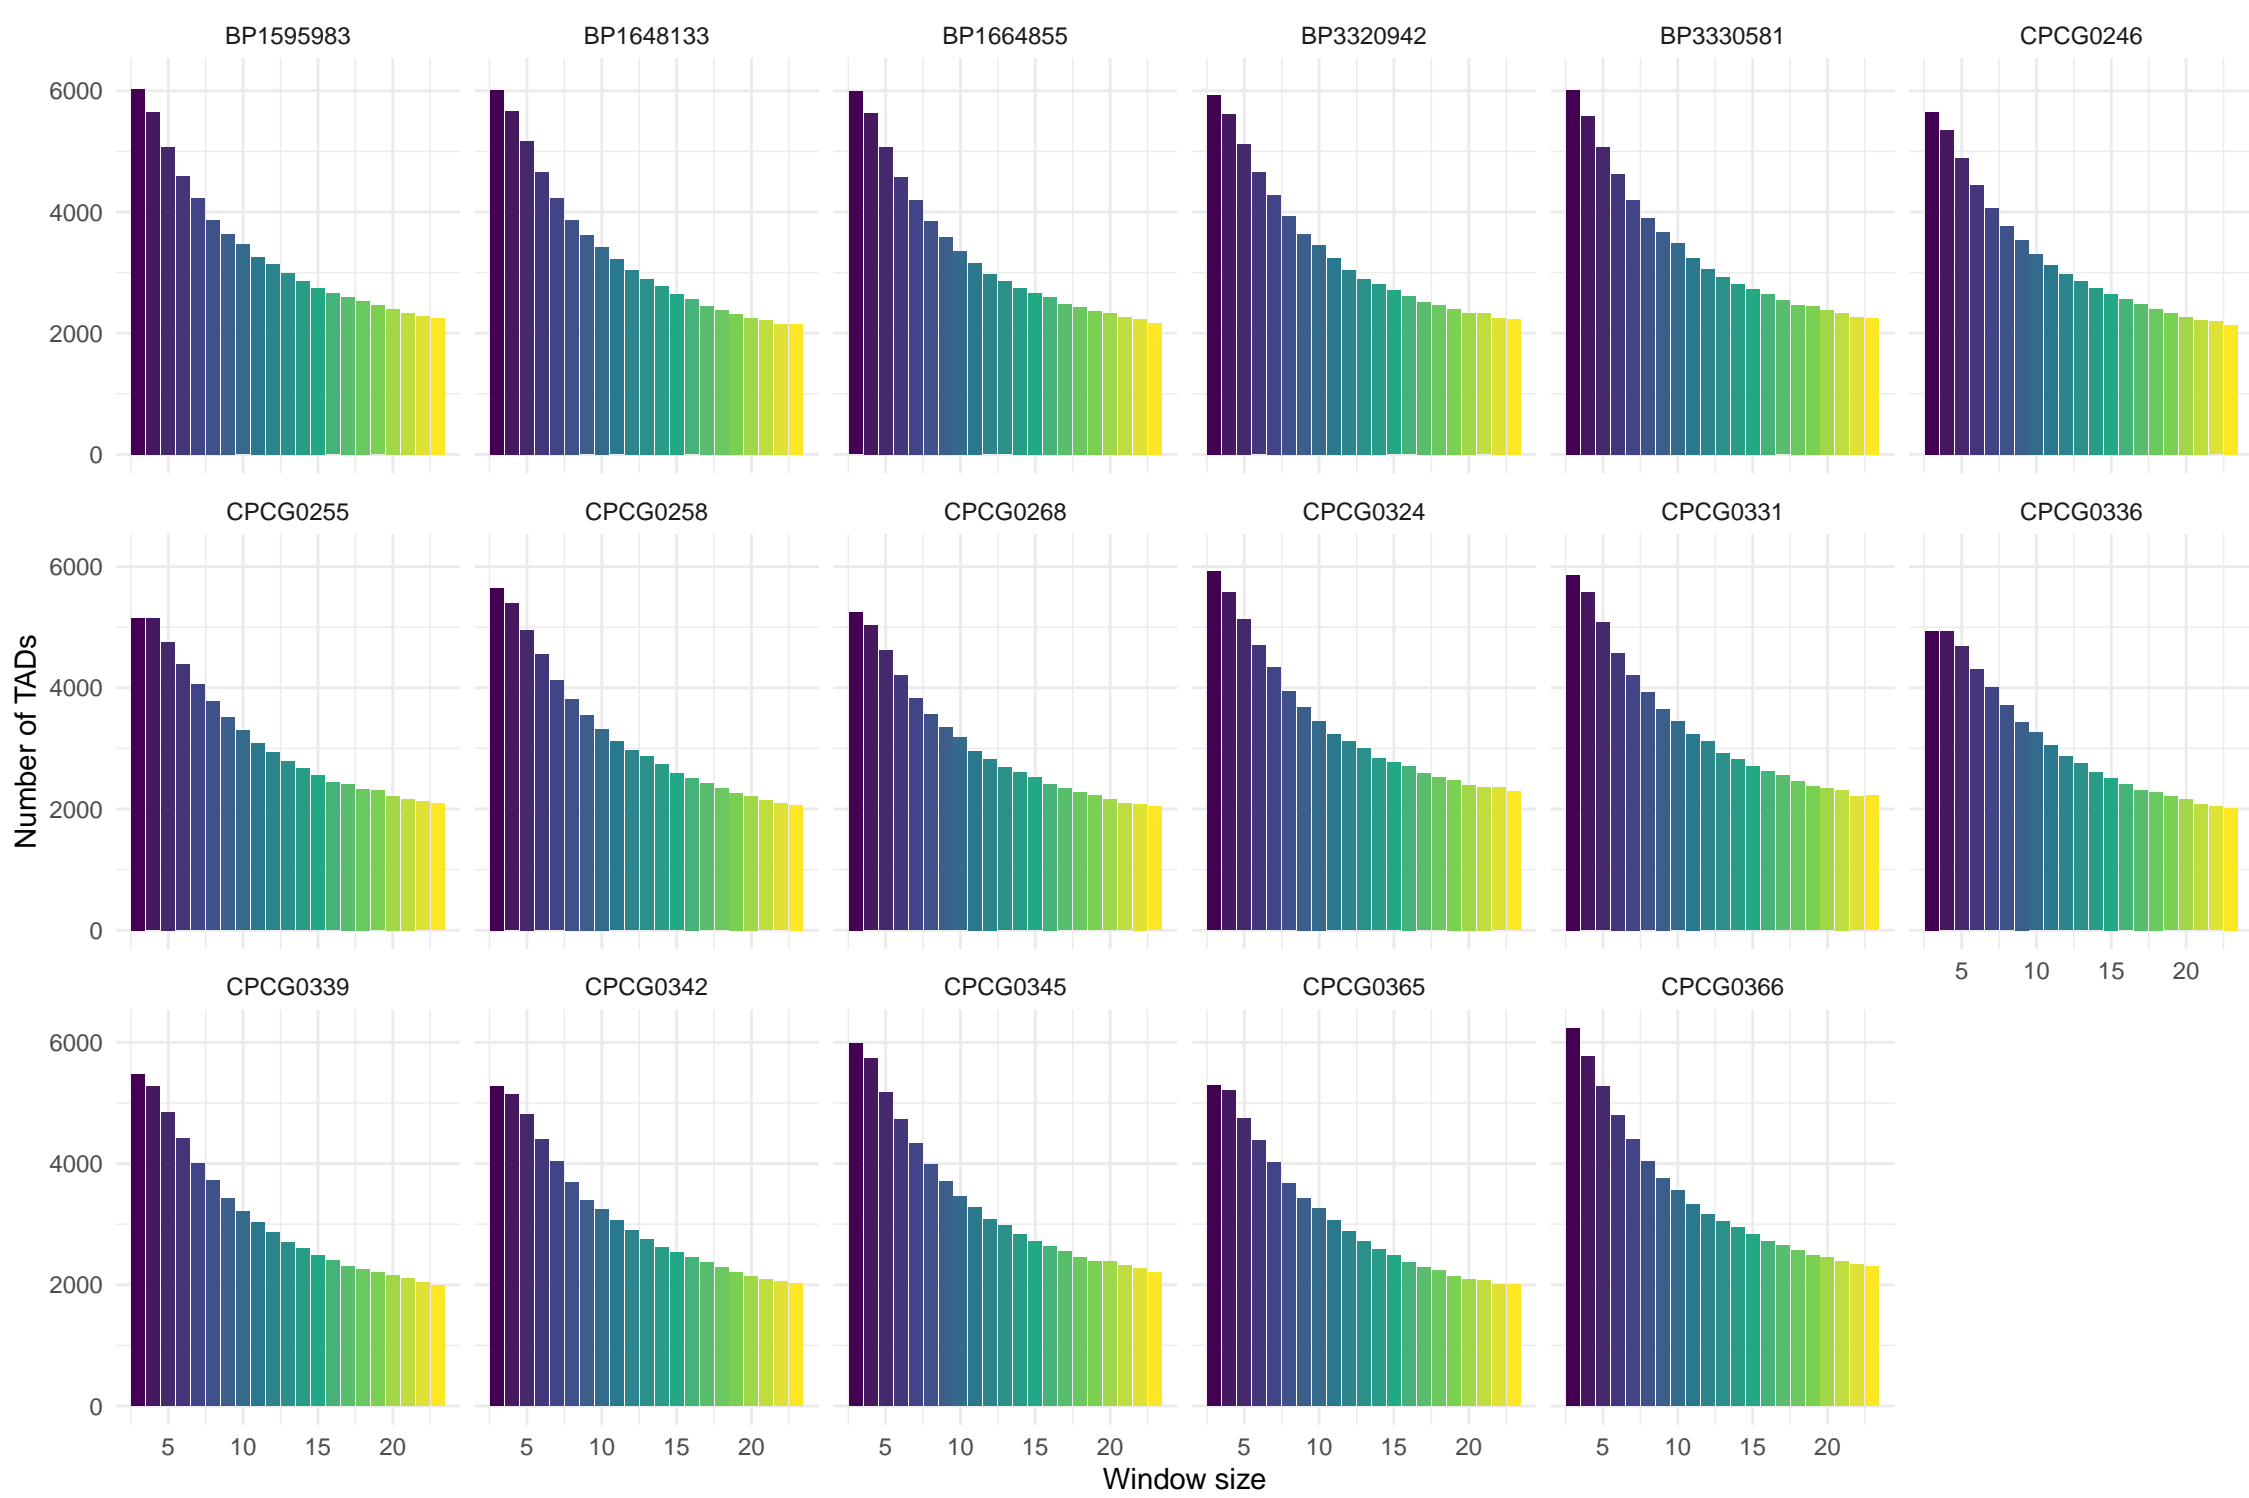 BP1595983 BP1648133 BP1664855 BP3320942 BP3330581 CPCG0246
6000
4000
2000
0
CPCG0255 CPCG0258 CPCG0268 CPCG0324 CPCG0331 CPCG0336
6000
4000
2000
0
5 10 15 20
Number of TADs
CPCG0339 CPCG0342 CPCG0345 CPCG0365 CPCG0366
6000
4000
2000
0
5 10 15 20 5 10 15 20 5 10 15 20 5 10 15 20 5 10 15 20
Window size